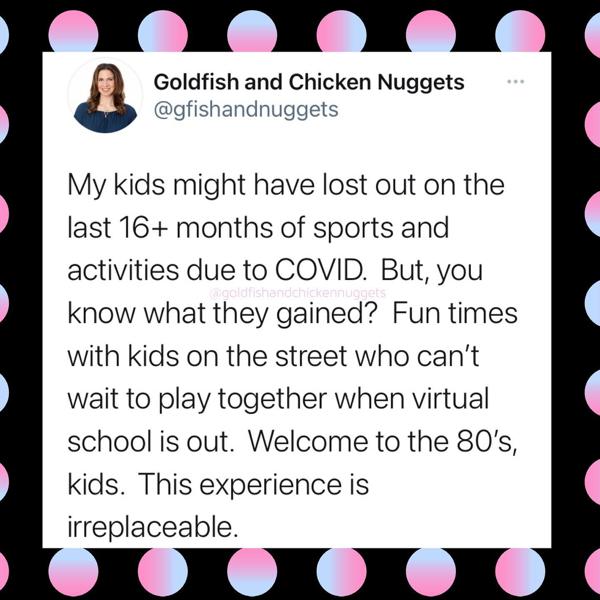 Goldfish and Chicken Nuggets
@gfishandnuggets
My kids might have lost out on the
last 16+ months of sports and
activities due to COVID.  But, you
@goldfishandchickennuggets
know what they gained?  Fun times
with kids on the street who can’t
wait to play together when virtual
school is out.  Welcome to the 80’s,
kids.  This experience is
irreplaceable.